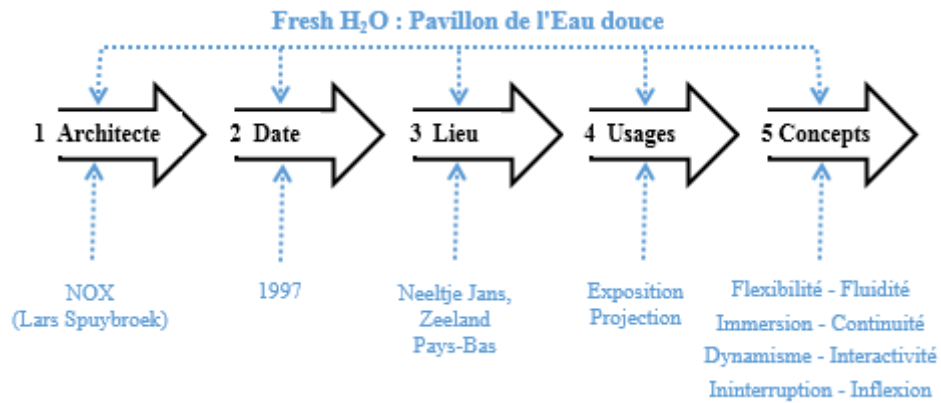 Fresh H₂O : Pavillon de l'Eau douce
1 Architecte
2 Date
3 Lieu
4 Usages
5 Concepts
NOX
(Lars Spuybroek)
1997
Neeltje Jans,
Zeeland
Pays-Bas
Exposition
Projection
Flexibilité - Fluidité
Immersion - Continuité
Dynamisme - Interactivité
Ininterruption - Inflexion